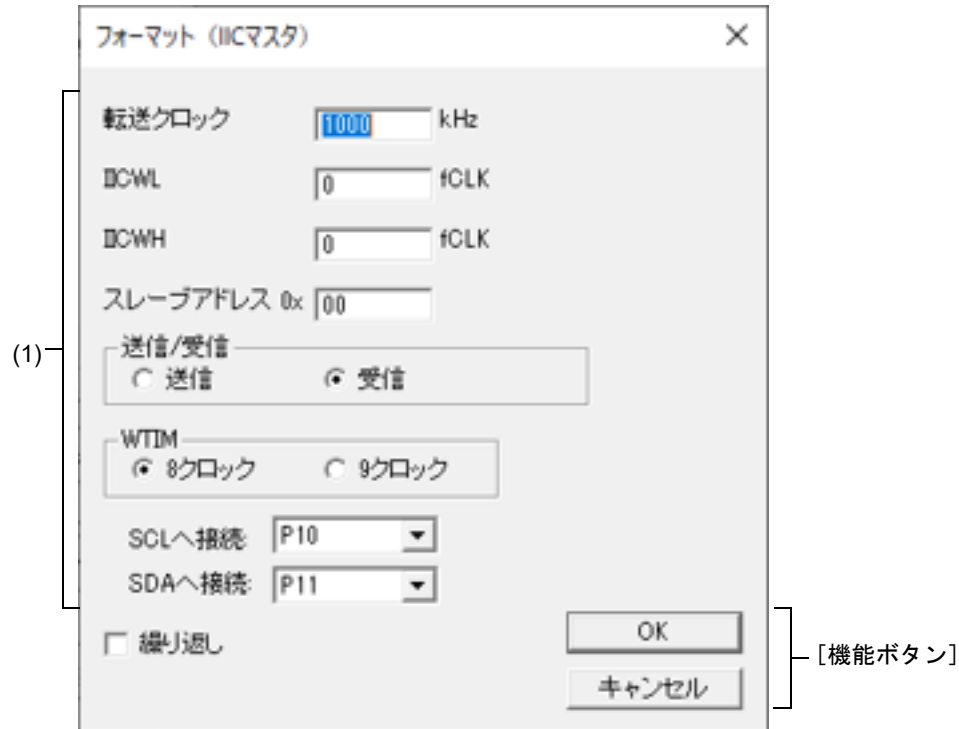 フォーマット（IICマスタ）
転送クロック 1000 kHz
IICWL 0 fCLK
IICWH 0 fCLK
スレーブアドレス 0x 00
(1)
送信/受信
送信 受信
WTIM
8クロック 9クロック
SCLへ接続: P10
SDAへ接続: P11
繰り返し
OK
キャンセル
［機能ボタン］